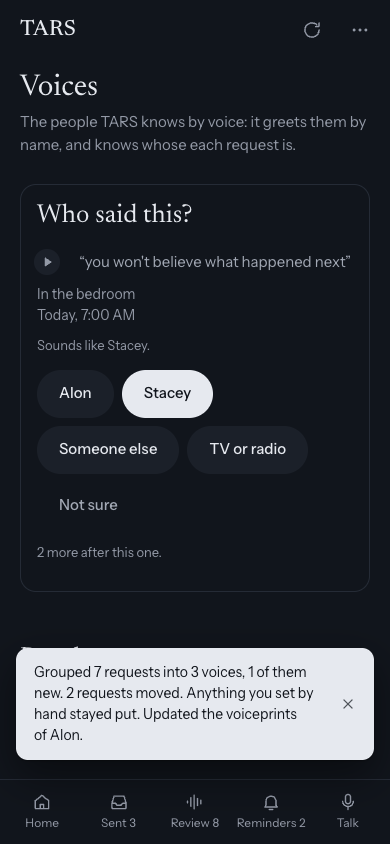 TARS
Voices
The people TARS knows by voice: it greets them by
name, and knows whose each request is.
Who said this?
“you won't believe what happened next”
In the bedroom
Today, 7:00 AM
Sounds like Stacey.
Alon
Stacey
Someone else
TV or radio
Not sure
2 more after this one.
Grouped 7 requests into 3 voices, 1 of them
new. 2 requests moved. Anything you set by
hand stayed put. Updated the voiceprints
of Alon.
Home
Sent 3
Review 8
Reminders 2
Talk